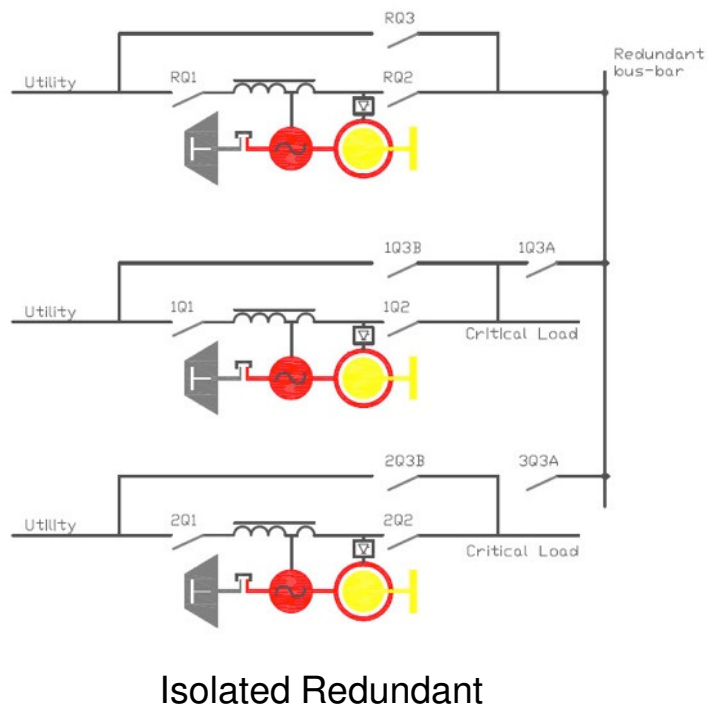 RQ3
Redundant
bus-bar
Utility
RQ1
RQ2
1Q3B
1Q3A
Utility
1Q1
1Q2
Critical Load
2Q3B
3Q3A
Utility
2Q1
2Q2
Critical Load
Isolated Redundant